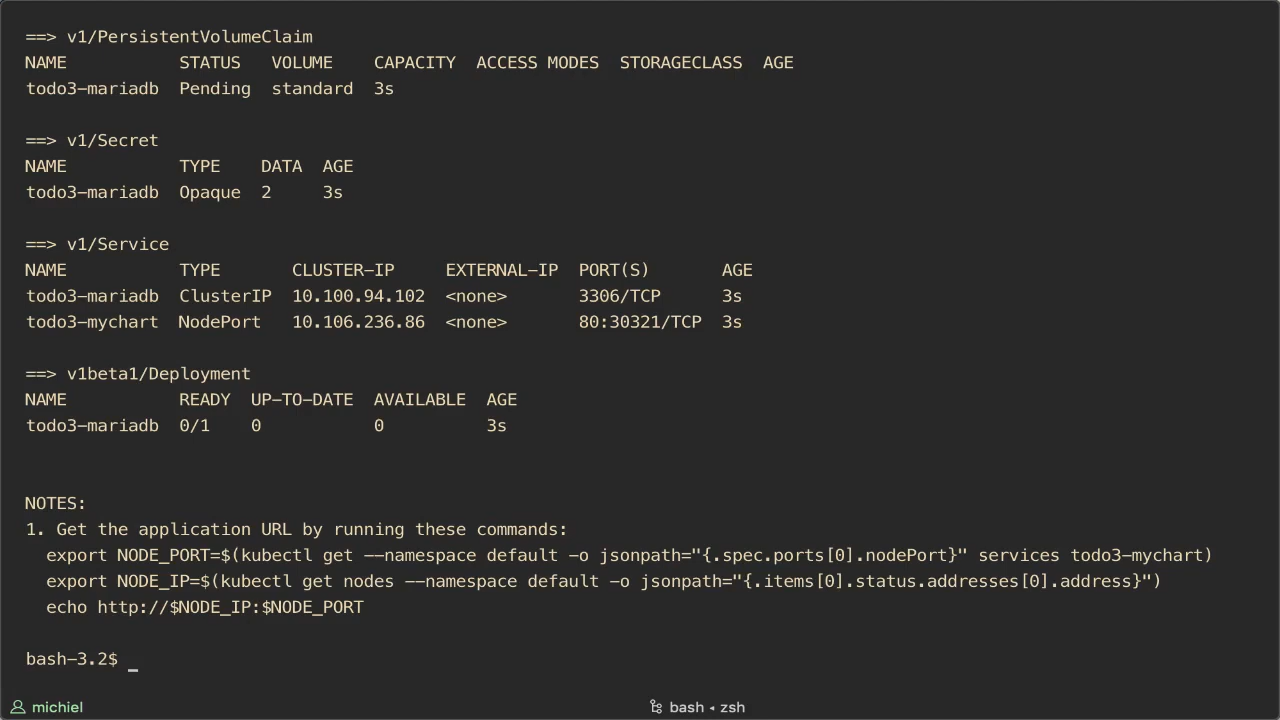 ==> v1/PersistentVolumeClaim
NAME           STATUS   VOLUME    CAPACITY  ACCESS MODES  STORAGECLASS  AGE
todo3-mariadb  Pending  standard  3s

==> v1/Secret
NAME           TYPE    DATA  AGE
todo3-mariadb  Opaque  2     3s

==> v1/Service
NAME           TYPE       CLUSTER-IP     EXTERNAL-IP  PORT(S)       AGE
todo3-mariadb  ClusterIP  10.100.94.102  <none>       3306/TCP      3s
todo3-mychart  NodePort   10.106.236.86  <none>       80:30321/TCP  3s

==> v1beta1/Deployment
NAME           READY  UP-TO-DATE  AVAILABLE  AGE
todo3-mariadb  0/1    0           0          3s

NOTES:
1. Get the application URL by running these commands:
  export NODE_PORT=$(kubectl get --namespace default -o jsonpath="{.spec.ports[0].nodePort}" services todo3-mychart)
  export NODE_IP=$(kubectl get nodes --namespace default -o jsonpath="{.items[0].status.addresses[0].address}")
  echo http://$NODE_IP:$NODE_PORT

bash-3.2$ _
michiel
bash ◂ zsh